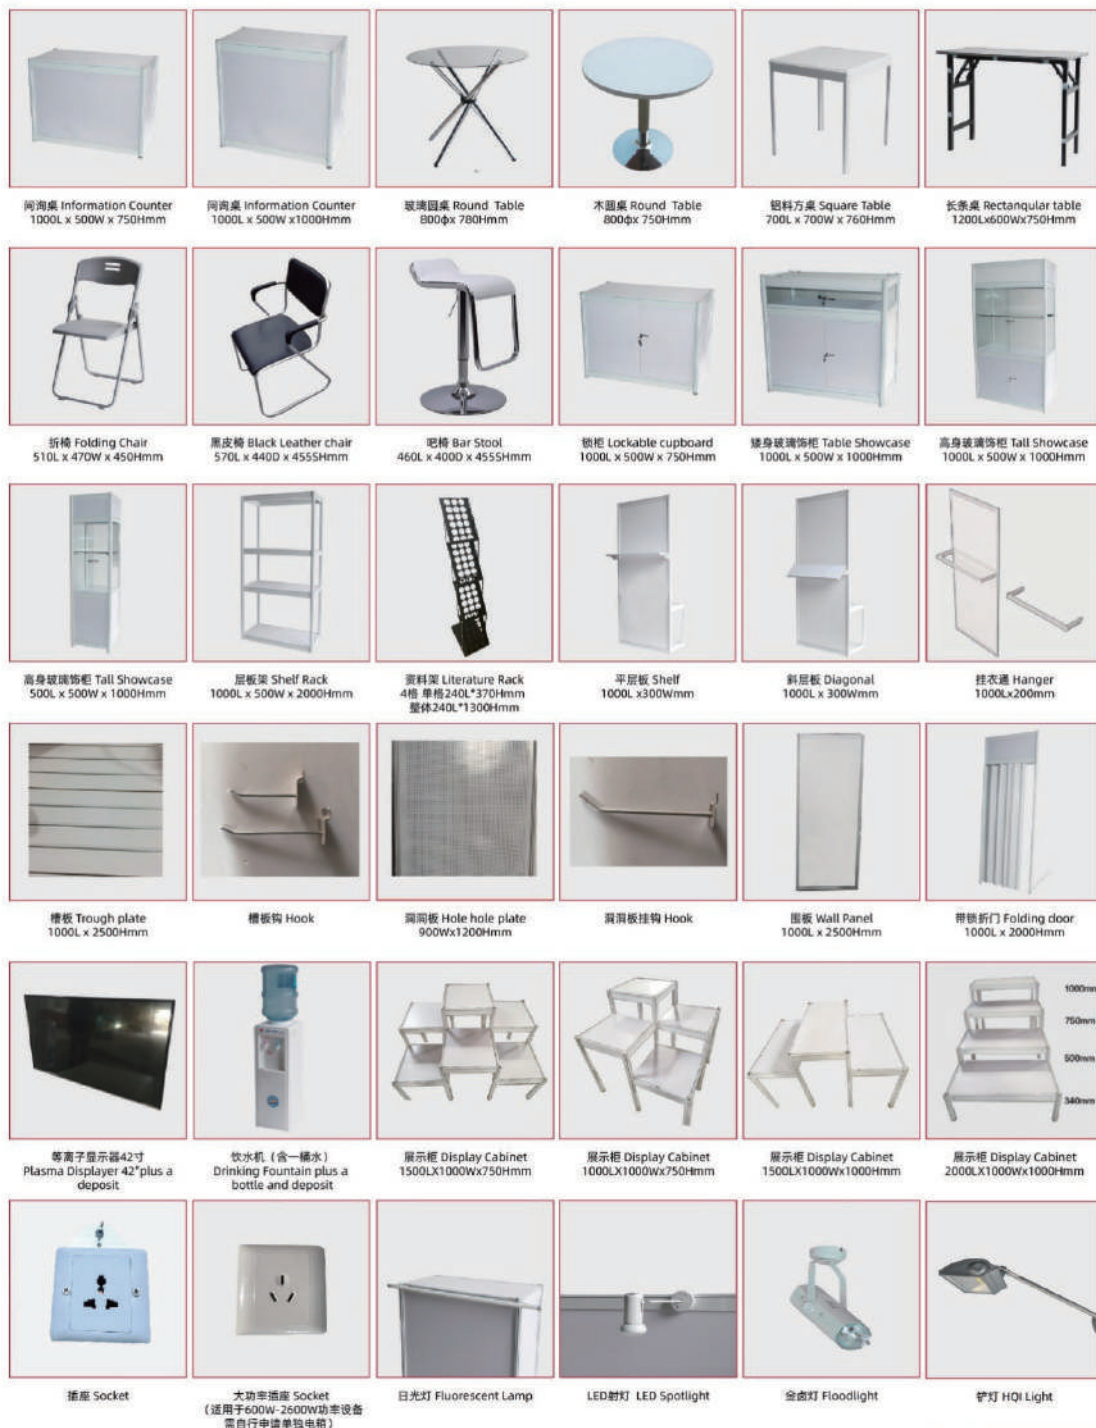 问询桌 Information Counter
1000L x 500W x 750Hmm
问询桌 Information Counter
1000L x 500W x1000Hmm
玻璃圆桌 Round Table
800ϕx 780Hmm
木圆桌 Round Table
800ϕx 750Hmm
铝料方桌 Square Table
700L x 700W x 760Hmm
长条桌 Rectanqular table
1200Lx600Wx750Hmm
折椅 Folding Chair
510L x 470W x 450Hmm
黑皮椅 Black Leather chair
570L x 440D x 455SHmm
吧椅 Bar Stool
460L x 400D x 455SHmm
锁柜 Lockable cupboard
1000L x 500W x 750Hmm
矮身玻璃饰柜 Table Showcase
1000L x 500W x 1000Hmm
高身玻璃饰柜 Tall Showcase
1000L x 500W x 1000Hmm
高身玻璃饰柜 Tall Showcase
500L x 500W x 1000Hmm
层板架 Shelf Rack
1000L x 500W x 2000Hmm
资料架 Literature Rack
4格 单格240L*370Hmm
整体240L*1300Hmm
平层板 Shelf
1000L x300Wmm
斜层板 Diagonal
1000L x 300Wmm
挂衣通 Hanger
1000Lx200mm
槽板 Trough plate
1000L x 2500Hmm
槽板钩 Hook
洞洞板 Hole hole plate
900Wx1200Hmm
洞洞板挂钩 Hook
围板 Wall Panel
1000L x 2500Hmm
带锁折门 Folding door
1000L x 2000Hmm
1000mm
750mm
500mm
340mm
等离子显示器42寸
Plasma Displayer 42"plus a
deposit
饮水机（含一桶水）
Drinking Fountain plus a
bottle and deposit
展示柜 Display Cabinet
1500LX1000Wx750Hmm
展示柜 Display Cabinet
1000LX1000Wx750Hmm
展示柜 Display Cabinet
1500LX1000Wx1000Hmm
展示柜 Display Cabinet
2000LX1000Wx1000Hmm
插座 Socket
大功率插座 Socket
（适用于600W-2600W功率设备
需自行申请单独电箱）
日光灯 Fluorescent Lamp
LED射灯 LED Spotlight
金卤灯 Floodlight
铲灯 HQI Light